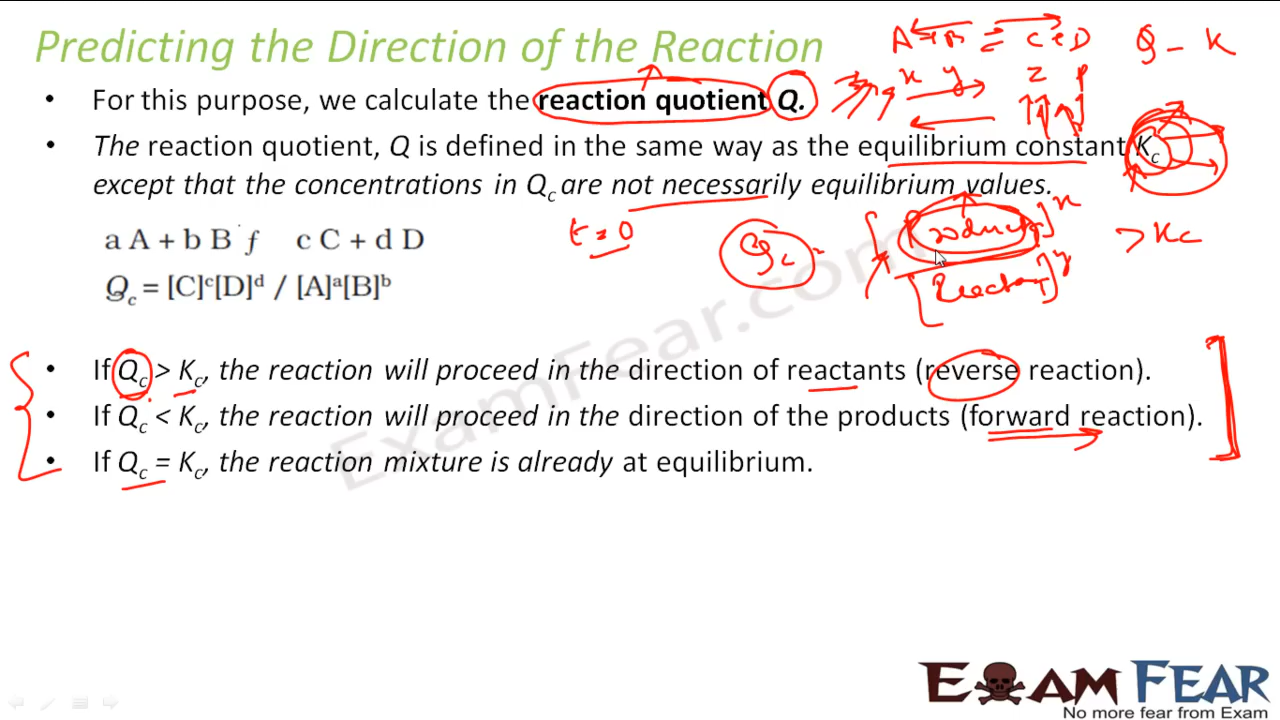 Predicting the Direction of the Reaction
A + B ⇌ C + D Q - K
x y z p
• For this purpose, we calculate the reaction quotient Q.
• The reaction quotient, Q is defined in the same way as the equilibrium constant Kc
except that the concentrations in Qc are not necessarily equilibrium values.
t = 0
Qc = [Products]^x / [Reactants]^y > Kc
a A + b B ƒ c C + d D
Qc = [C]ᶜ[D]ᵈ / [A]ᵃ[B]ᵇ
• If Qc > Kc, the reaction will proceed in the direction of reactants (reverse reaction).
• If Qc < Kc, the reaction will proceed in the direction of the products (forward reaction).
• If Qc = Kc, the reaction mixture is already at equilibrium.
ExamFear.com
EXAM FEAR
No more fear from Exam